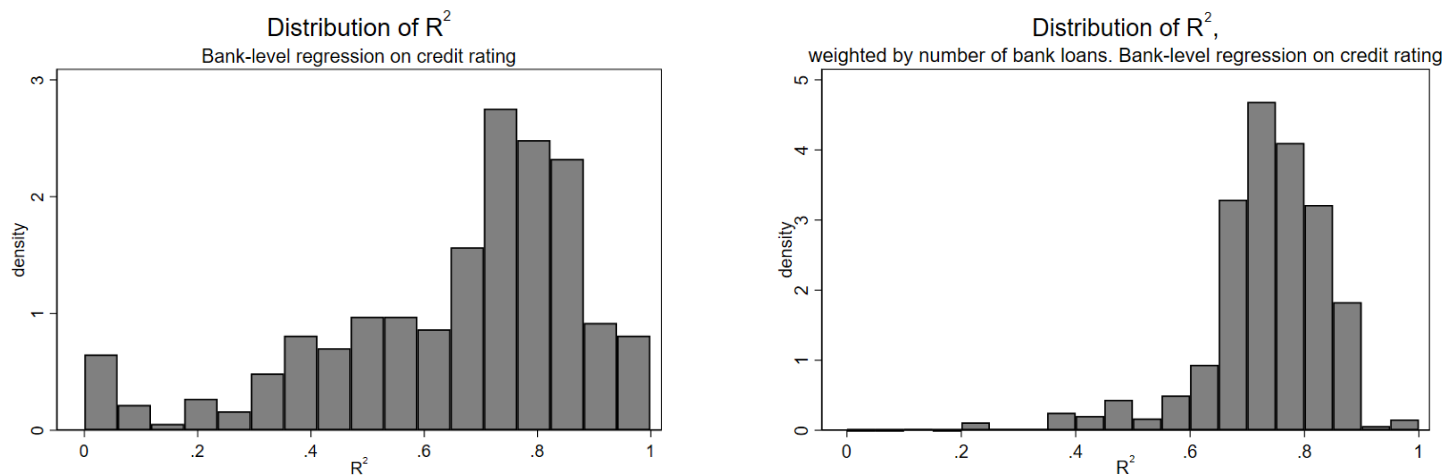 Distribution of R²
Bank-level regression on credit rating
3
2
1
0
density
0 .2 .4 .6 .8 1
R²
Distribution of R²,
weighted by number of bank loans. Bank-level regression on credit rating
5
4
3
2
1
0
density
0 .2 .4 .6 .8 1
R²